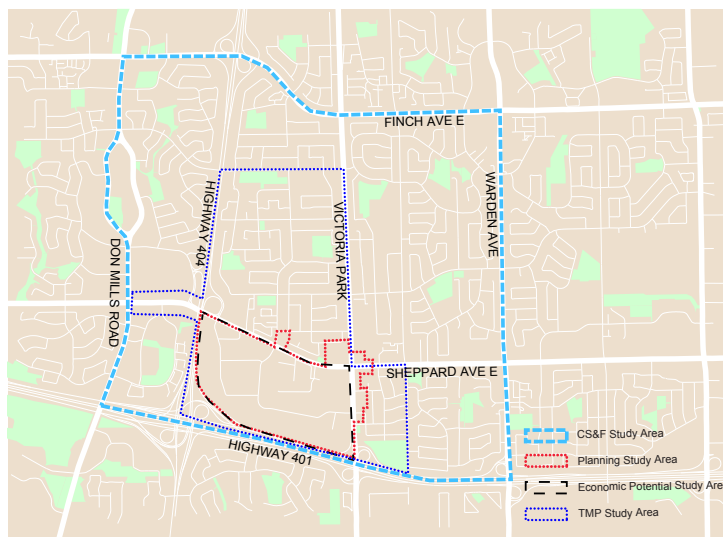 FINCH AVE E
HIGHWAY 404
VICTORIA PARK
WARDEN AVE
DON MILLS ROAD
SHEPPARD AVE E
HIGHWAY 401
CS&F Study Area
Planning Study Area
Economic Potential Study Are
TMP Study Area